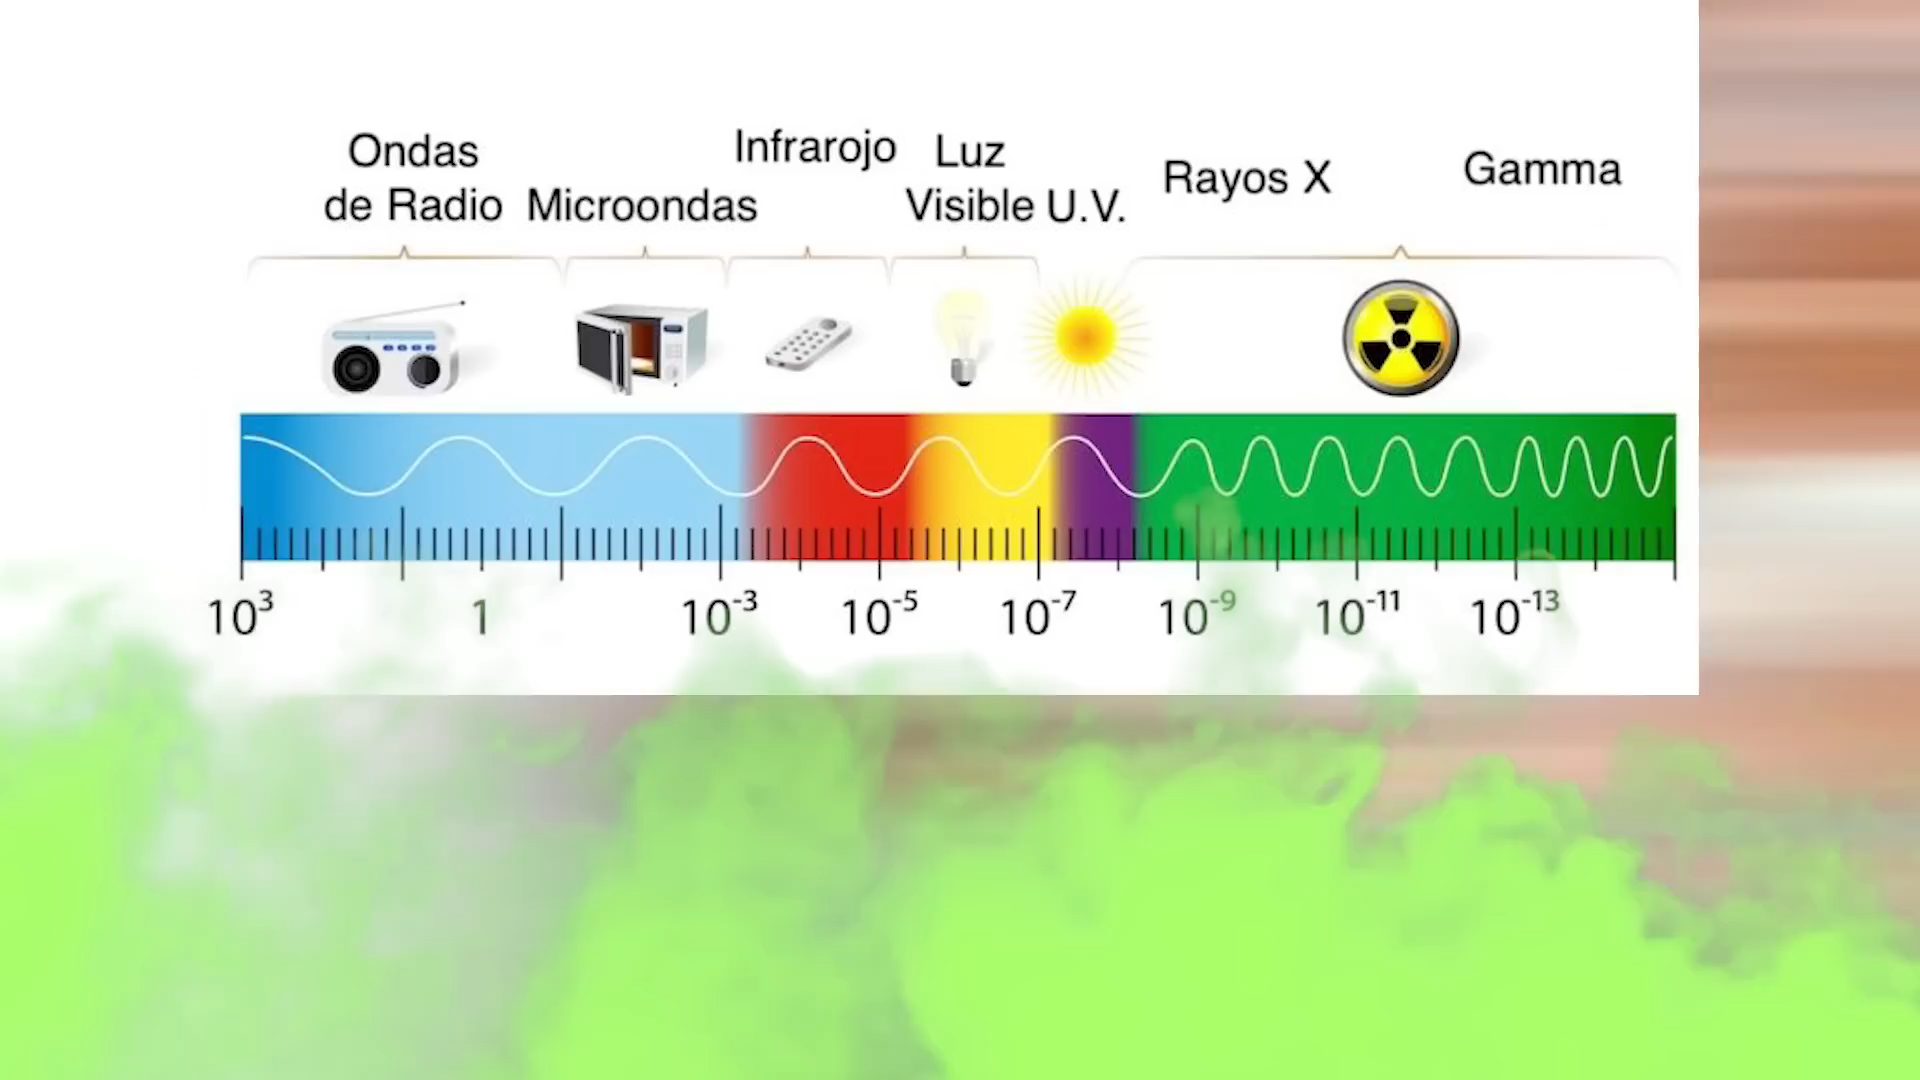 Ondas
de Radio
Microondas
Infrarojo
Luz
Visible
U.V.
Rayos X
Gamma
10³ 1 10⁻³ 10⁻⁵ 10⁻⁷ 10⁻⁹ 10⁻¹¹ 10⁻¹³